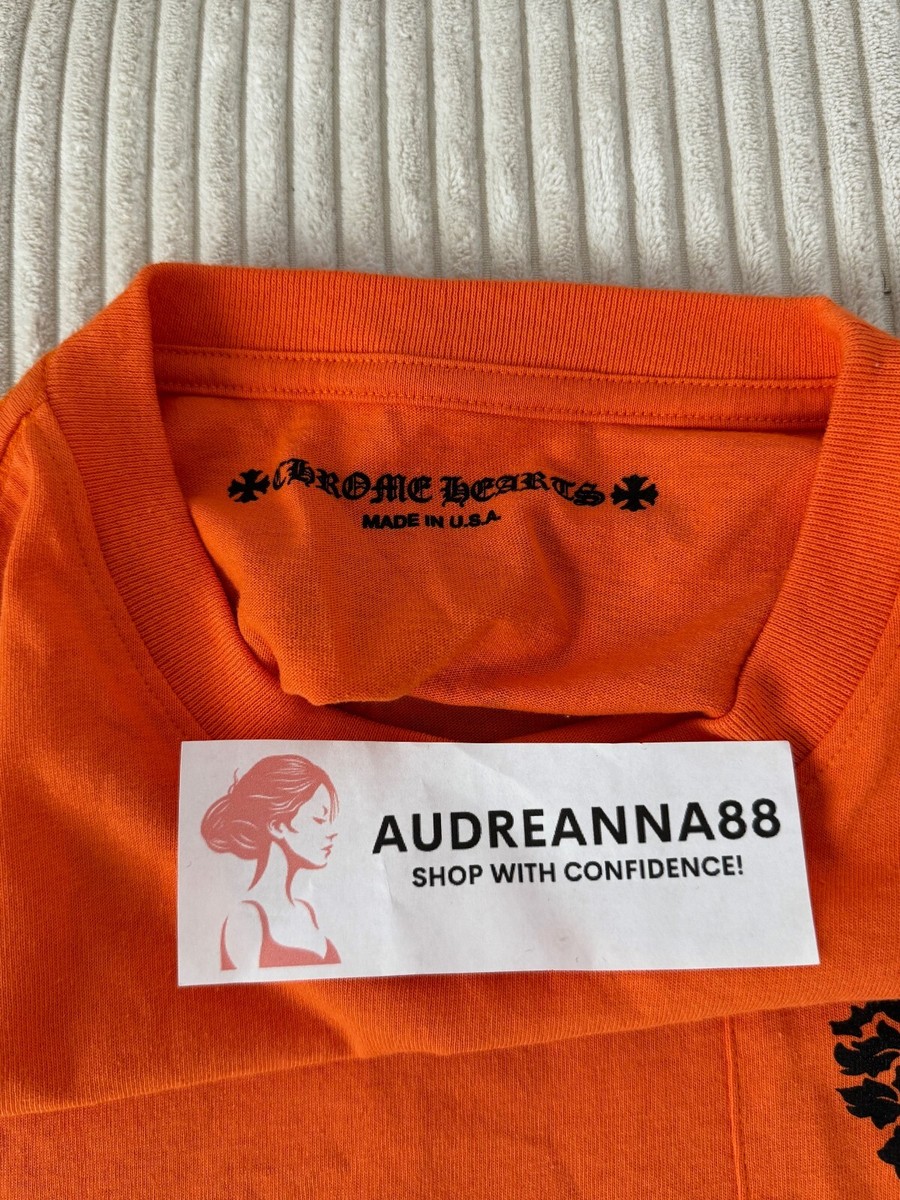 CHROME HEARTS
MADE IN U.S.A.
AUDREANNA88
SHOP WITH CONFIDENCE!